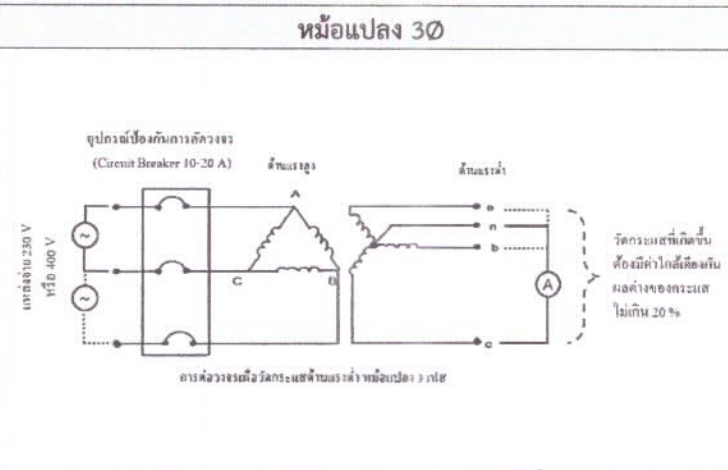 หม้อแปลง 3Ø
อุปกรณ์ป้องกันการลัดวงจร
(Circuit Breaker 10-20 A)
ด้านแรงสูง
ด้านแรงต่ำ
แหล่งจ่าย 230 V
หรือ 400 V
~
~
A
C
B
a
n
b
c
A
วัดกระแสที่เกิดขึ้น
ต้องมีค่าใกล้เคียงกัน
ผลต่างของกระแส
ไม่เกิน 20 %
การต่อวงจรเพื่อวัดกระแสด้านแรงต่ำ หม้อแปลง 3 เฟส